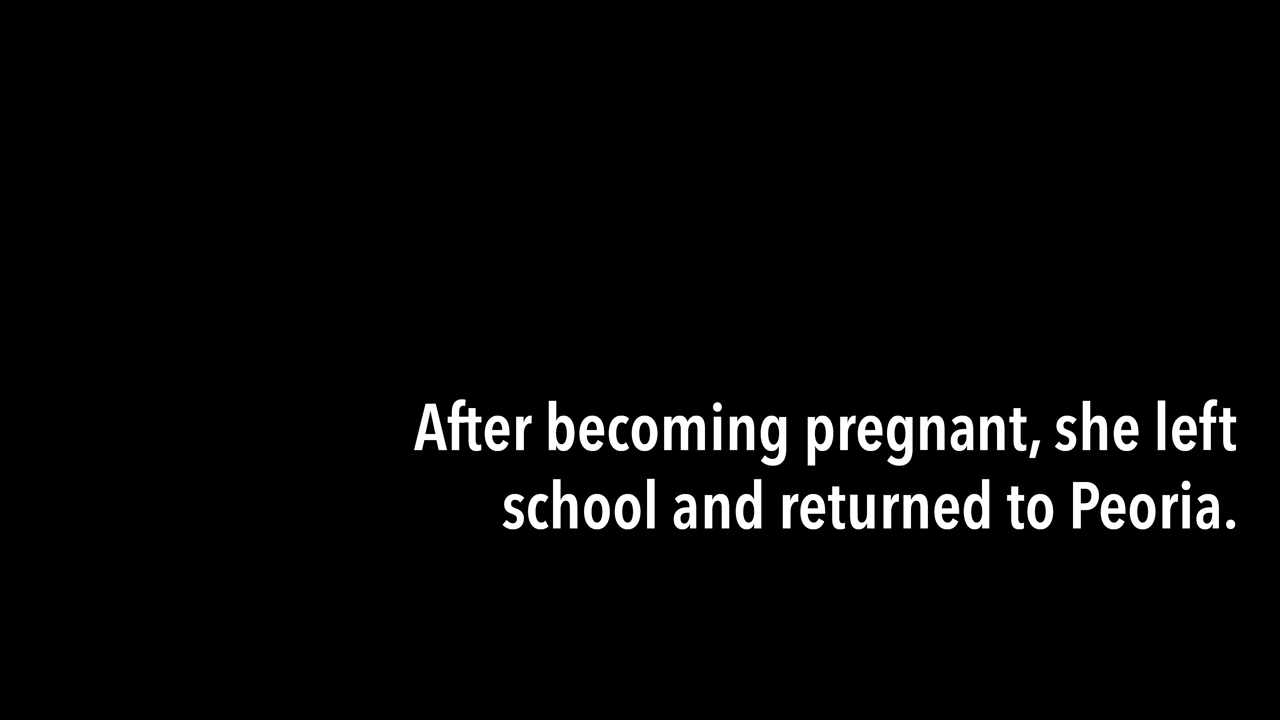 After becoming pregnant, she left
school and returned to Peoria.